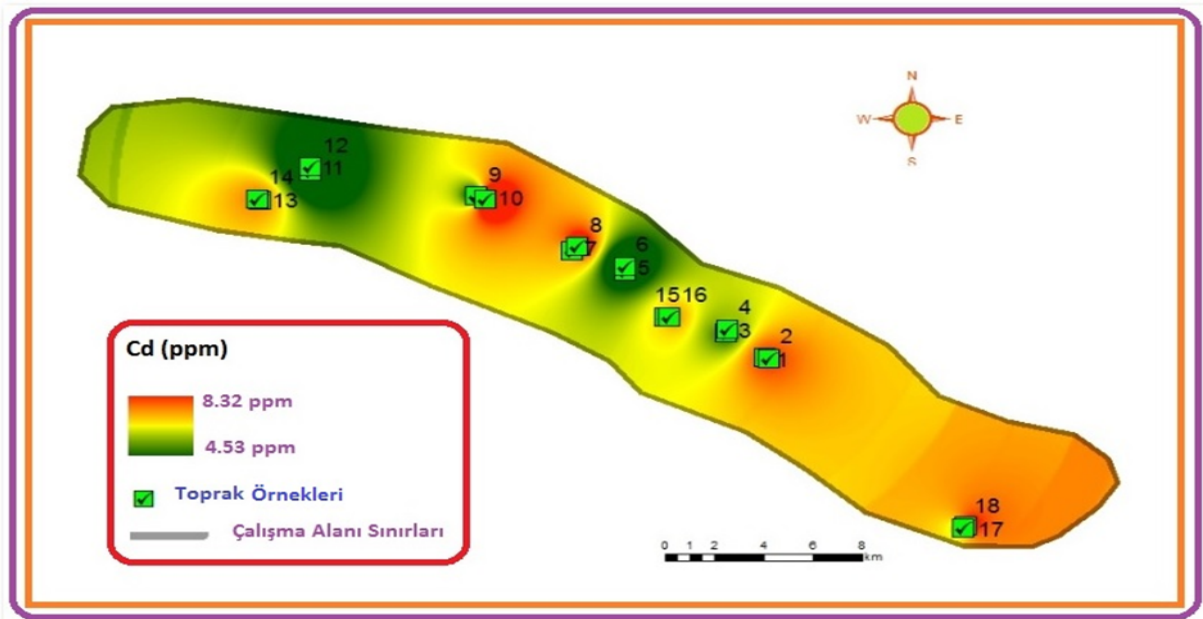 N
W E
S
12
11
14
13
9
10
8
7
6
5
15 16
4
3
2
1
18
17
Cd (ppm)
8.32 ppm
4.53 ppm
Toprak Örnekleri
Çalışma Alanı Sınırları
0 1 2 4 6 8
km